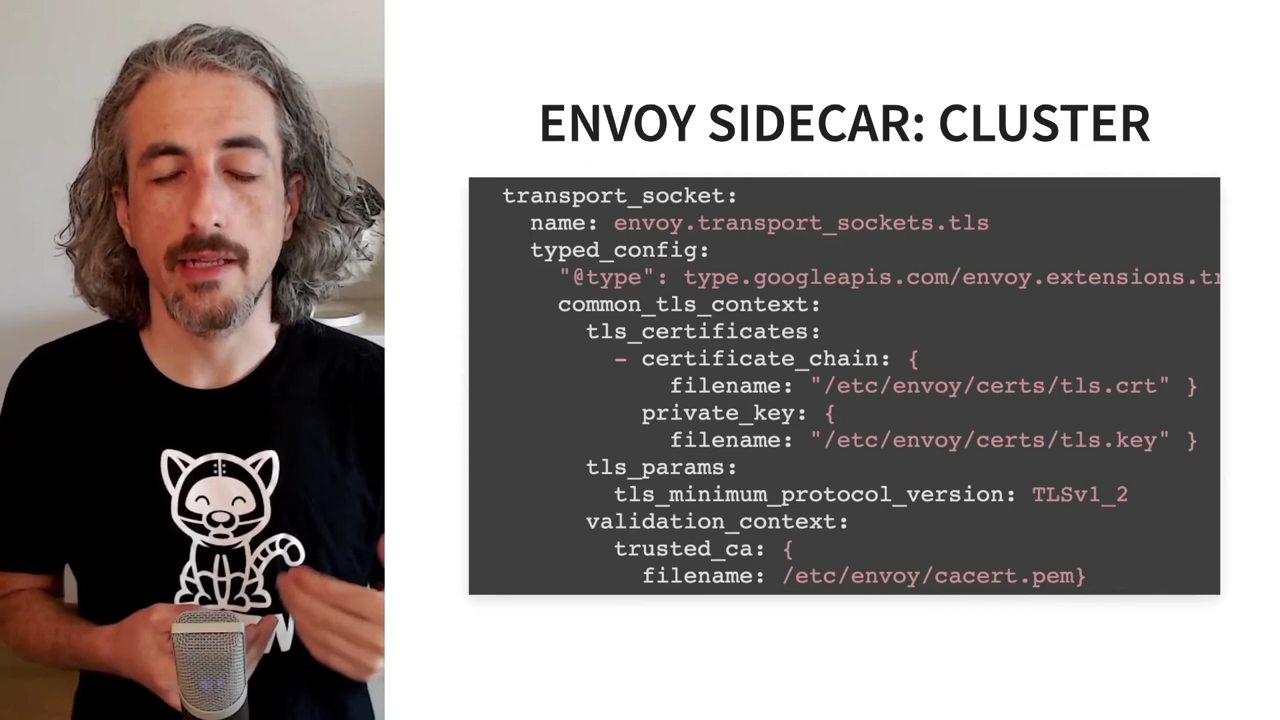 ENVOY SIDECAR: CLUSTER
transport_socket:
name: envoy.transport_sockets.tls
typed_config:
"@type": type.googleapis.com/envoy.extensions.tr
common_tls_context:
tls_certificates:
- certificate_chain: {
filename: "/etc/envoy/certs/tls.crt" }
private_key: {
filename: "/etc/envoy/certs/tls.key" }
tls_params:
tls_minimum_protocol_version: TLSv1_2
validation_context:
trusted_ca: {
filename: /etc/envoy/cacert.pem}